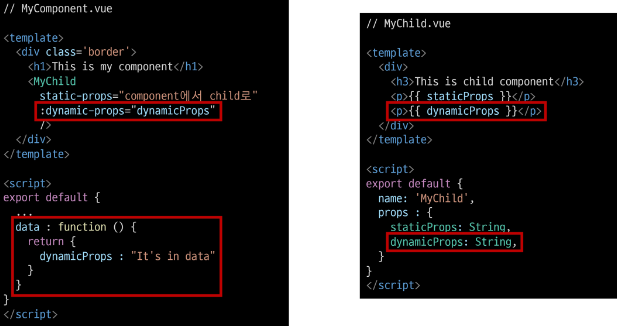 // MyComponent.vue
<template>
<div class='border'>
<h1>This is my component</h1>
<MyChild
static-props="component에서 child로"
:dynamic-props="dynamicProps"
/>
</div>
</template>
<script>
export default {
...
data : function () {
return {
dynamicProps : "It's in data"
}
}
}
</script>
// MyChild.vue
<template>
<div>
<h3>This is child component</h3>
<p>{{ staticProps }}</p>
<p>{{ dynamicProps }}</p>
</div>
</template>
<script>
export default {
name: 'MyChild',
props : {
staticProps: String,
dynamicProps: String,
}
}
</script>